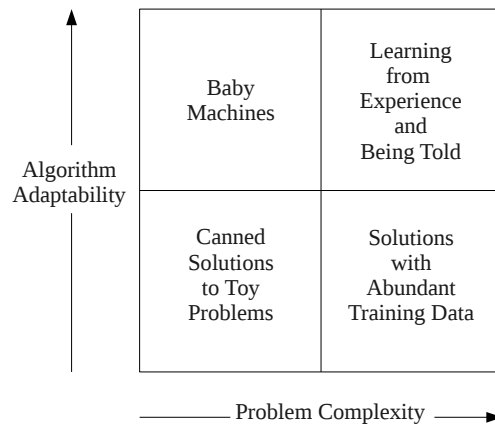 Baby
Machines
Learning
from
Experience
and
Being Told
Algorithm
Adaptability
Canned
Solutions
to Toy
Problems
Solutions
with
Abundant
Training Data
Problem Complexity